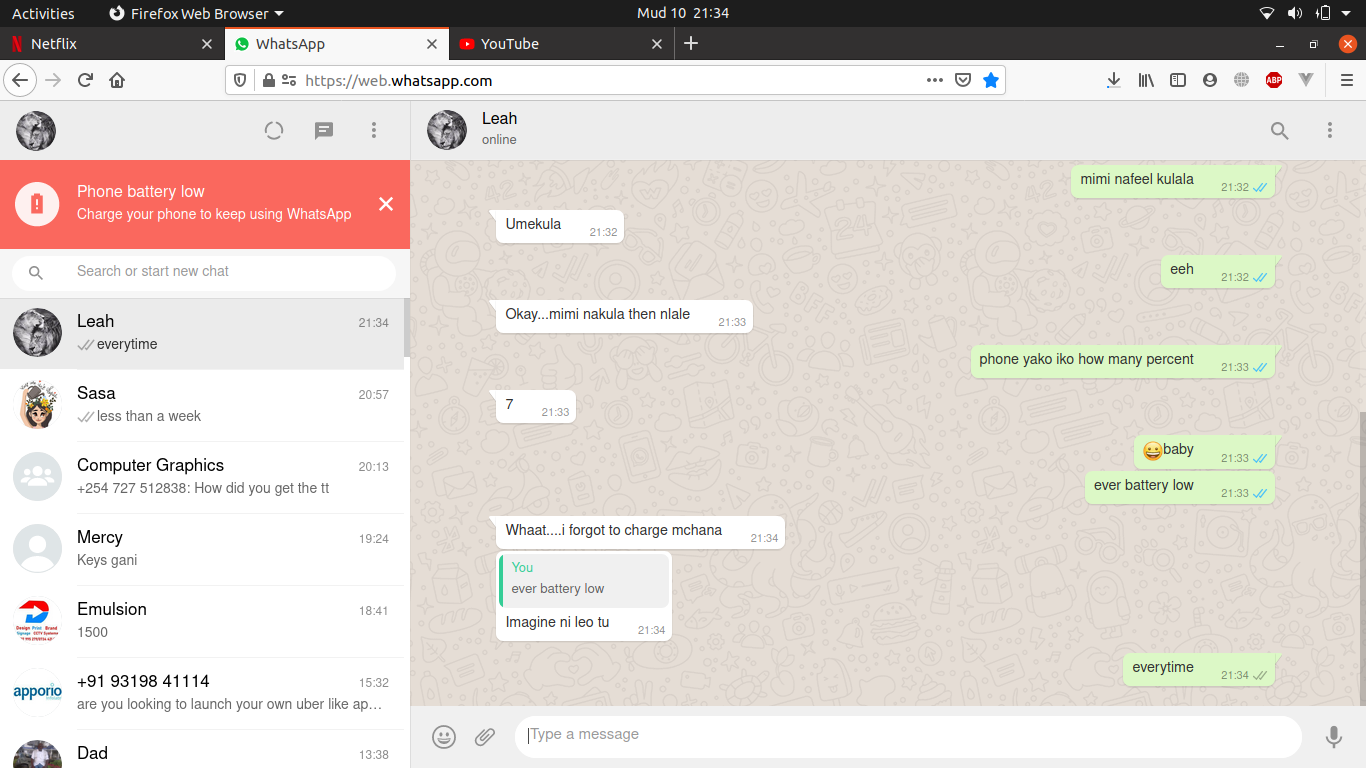 Activities
Firefox Web Browser
Mud 10 21:34
Netflix
WhatsApp
YouTube
https://web.whatsapp.com
ABP
Leah
online
Phone battery low
Charge your phone to keep using WhatsApp
Search or start new chat
Leah 21:34
everytime
Sasa 20:57
less than a week
Computer Graphics 20:13
+254 727 512838: How did you get the tt
Mercy 19:24
Keys gani
Emulsion 18:41
1500
Design Print Brand
+91 93198 41114 15:32
apporio
are you looking to launch your own uber like ap…
Dad 13:38
mimi nafeel kulala 21:32
Umekula 21:32
eeh 21:32
Okay...mimi nakula then nlale 21:33
phone yako iko how many percent 21:33
7 21:33
😀baby 21:33
ever battery low 21:33
Whaat....i forgot to charge mchana 21:34
You
ever battery low
Imagine ni leo tu 21:34
everytime 21:34
Type a message